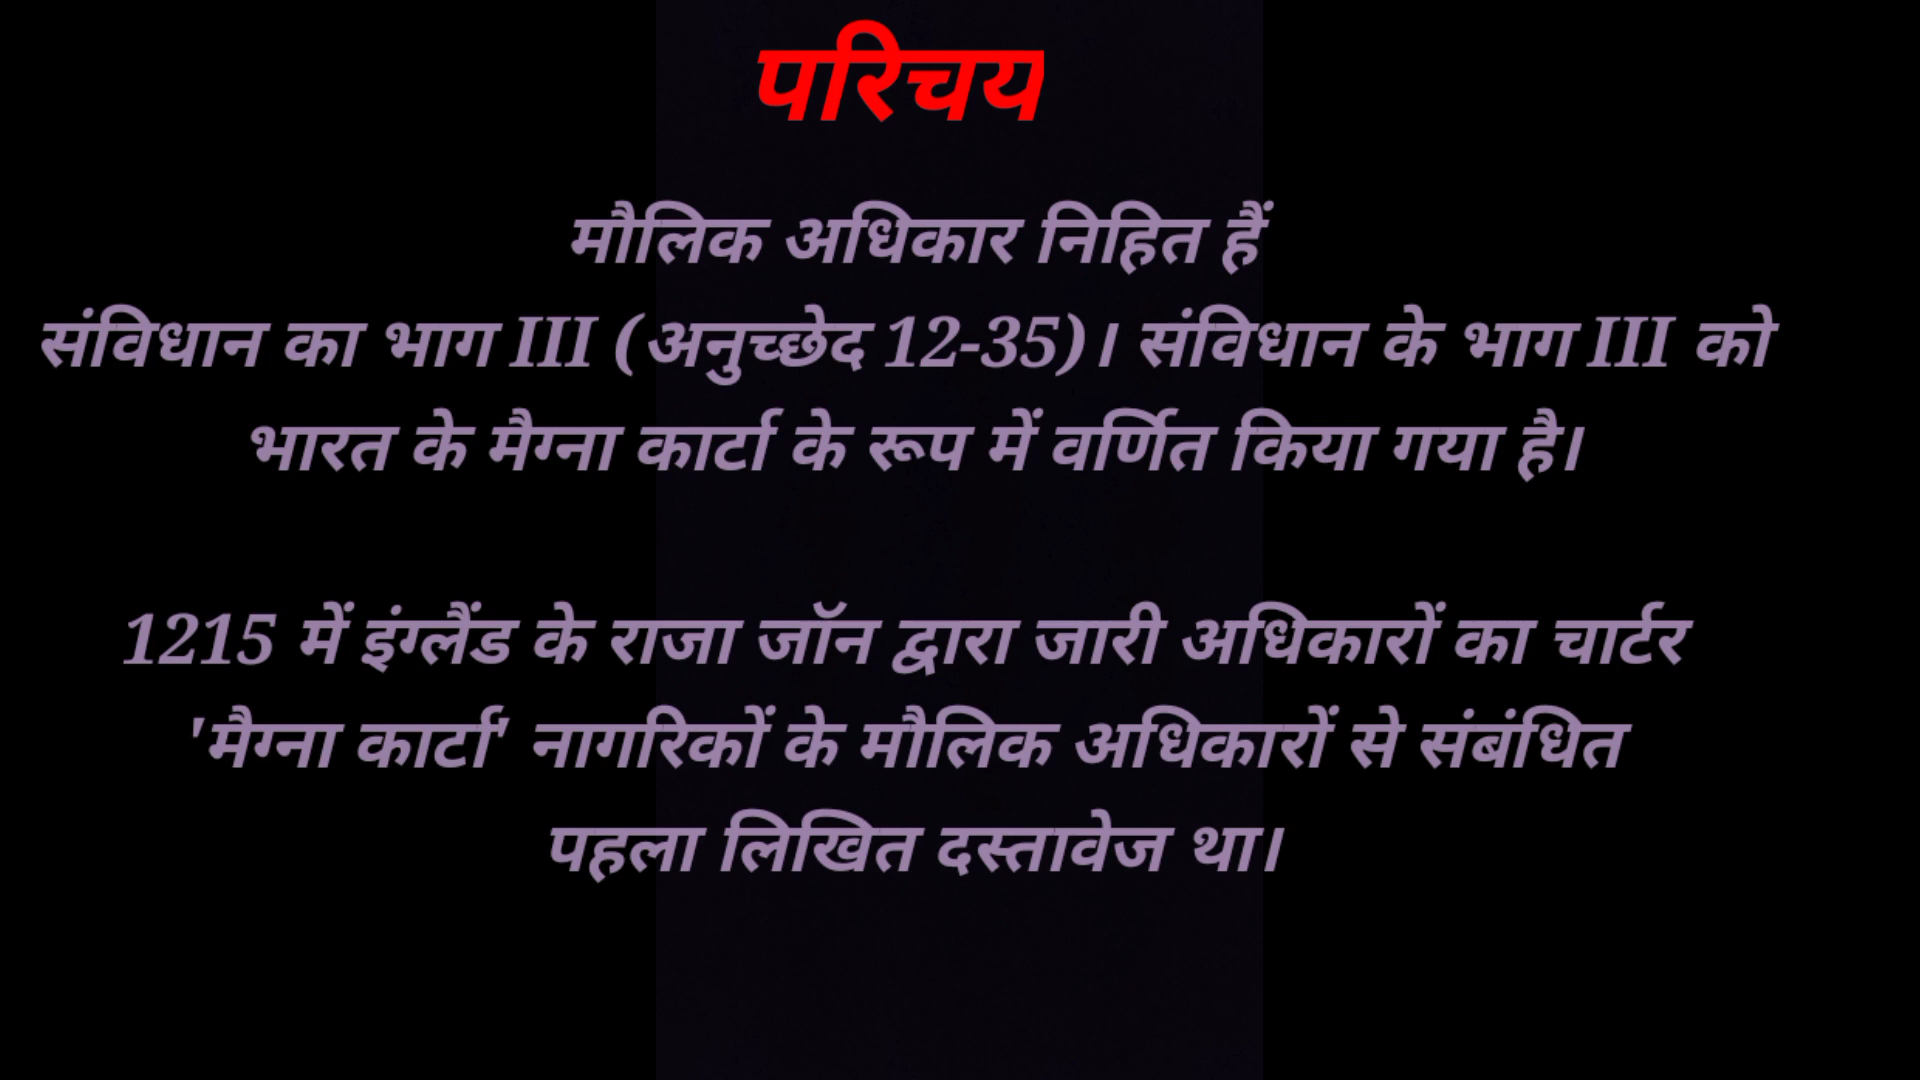 परिचय
मौलिक अधिकार निहित हैं
संविधान का भाग III (अनुच्छेद 12-35)। संविधान के भाग III को
भारत के मैग्ना कार्टा के रूप में वर्णित किया गया है।
1215 में इंग्लैंड के राजा जॉन द्वारा जारी अधिकारों का चार्टर
'मैग्ना कार्टा' नागरिकों के मौलिक अधिकारों से संबंधित
पहला लिखित दस्तावेज था।